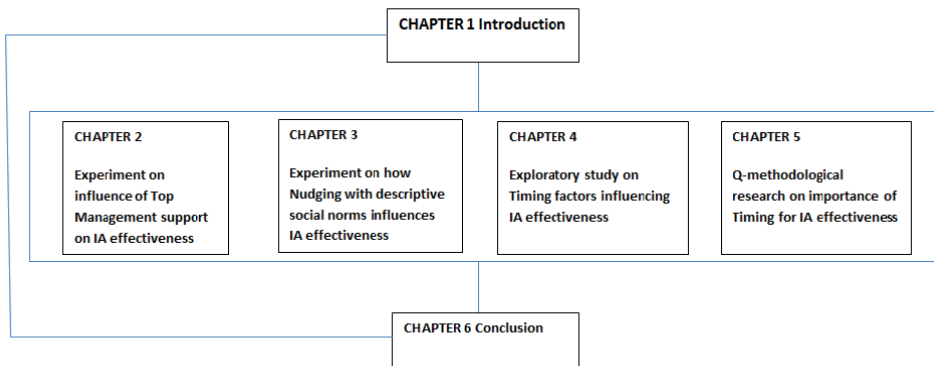 CHAPTER 1 Introduction
CHAPTER 2
Experiment on
influence of Top
Management support
on IA effectiveness
CHAPTER 3
Experiment on how
Nudging with descriptive
social norms influences
IA effectiveness
CHAPTER 4
Exploratory study on
Timing factors influencing
IA effectiveness
CHAPTER 5
Q-methodological
research on importance of
Timing for IA effectiveness
CHAPTER 6 Conclusion